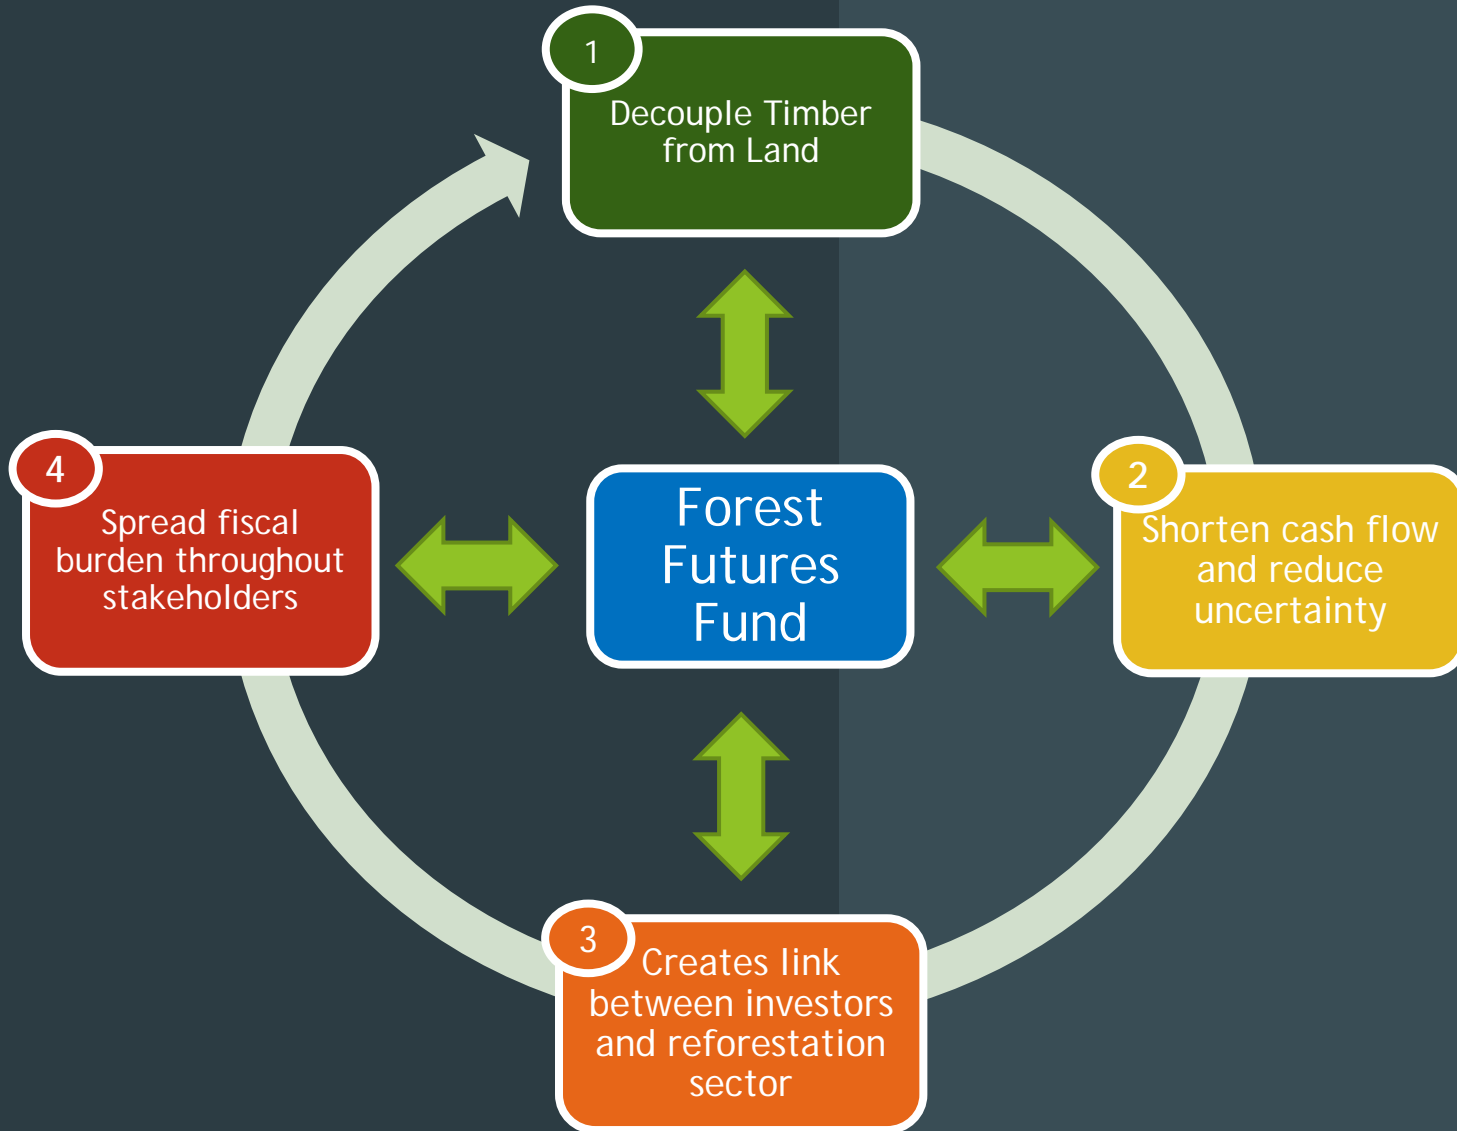 1
Decouple Timber
from Land
2
Shorten cash flow
and reduce
uncertainty
3
Creates link
between investors
and reforestation
sector
4
Spread fiscal
burden throughout
stakeholders
Forest
Futures
Fund